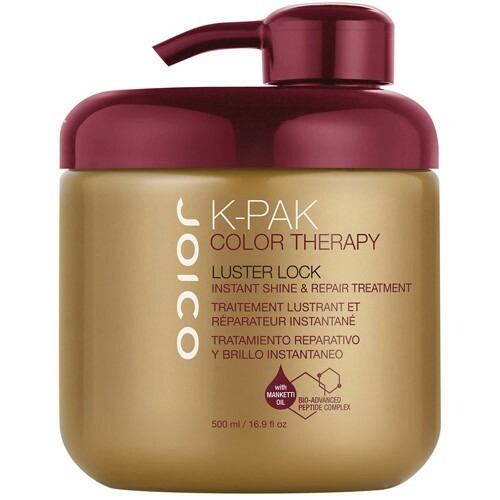 JOICO
K-PAK
COLOR THERAPY
LUSTER LOCK
INSTANT SHINE & REPAIR TREATMENT
TRAITEMENT LUSTRANT ET
RÉPARATEUR INSTANTANÉ
TRATAMIENTO REPARATIVO
Y BRILLO INSTANTANEO
with
MANKETTI
OIL
BIO-ADVANCED
PEPTIDE COMPLEX
500 ml / 16.9 fl oz